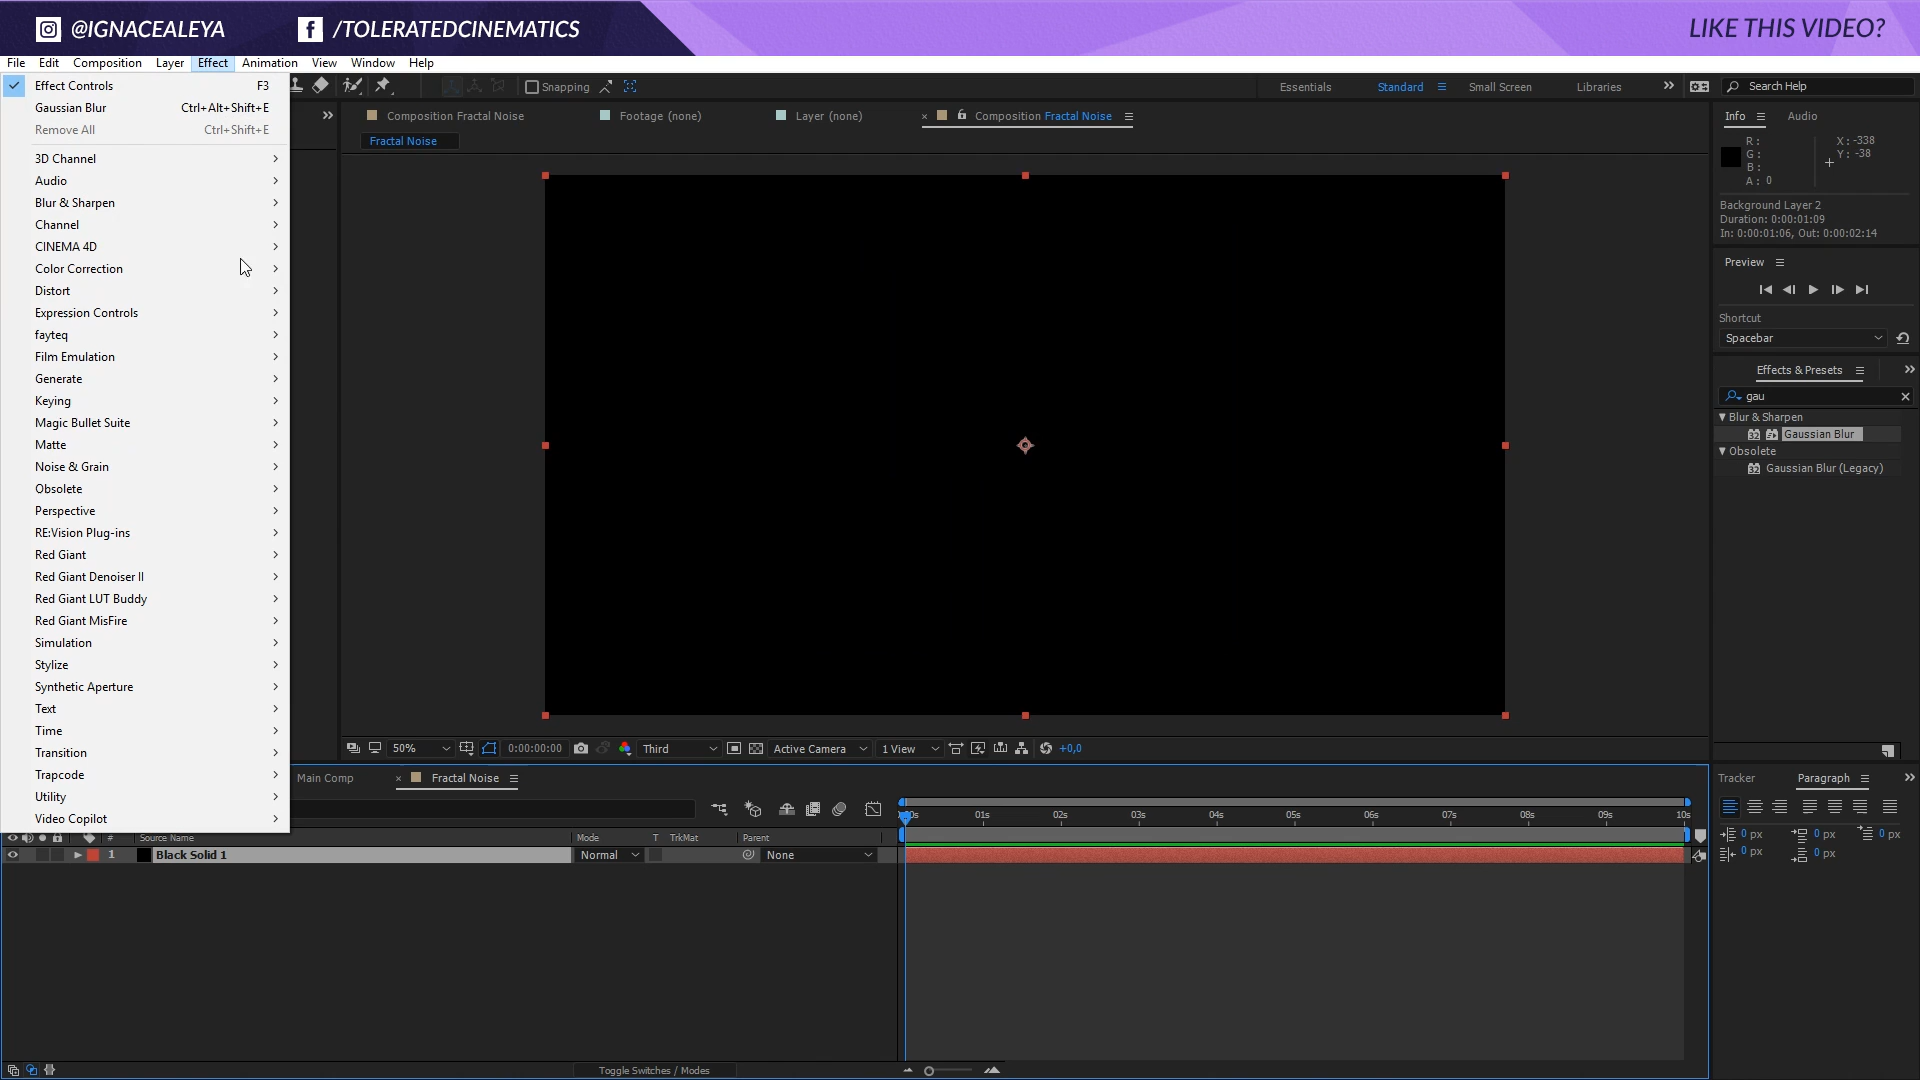 @IGNACEALEYA
/TOLERATEDCINEMATICS
LIKE THIS VIDEO?
File Edit Composition Layer Effect Animation View Window Help
Effect Controls F3
Gaussian Blur Ctrl+Alt+Shift+E
Remove All Ctrl+Shift+E
3D Channel
Audio
Blur & Sharpen
Channel
CINEMA 4D
Color Correction
Distort
Expression Controls
fayteq
Film Emulation
Generate
Keying
Magic Bullet Suite
Matte
Noise & Grain
Obsolete
Perspective
RE:Vision Plug-ins
Red Giant
Red Giant Denoiser II
Red Giant LUT Buddy
Red Giant MisFire
Simulation
Stylize
Synthetic Aperture
Text
Time
Transition
Trapcode
Utility
Video Copilot
Snapping
Essentials Standard Small Screen Libraries
Search Help
Composition Fractal Noise Footage (none) Layer (none) Composition Fractal Noise
Fractal Noise
50% 0:00:00:00 Third Active Camera 1 View +0,0
Info Audio
R: X: -338
G: Y: -38
B:
A: 0
Background Layer 2
Duration: 0:00:01:09
In: 0:00:01:06, Out: 0:00:02:14
Preview
Shortcut
Spacebar
Effects & Presets
gau
Blur & Sharpen
32 Gaussian Blur
Obsolete
32 Gaussian Blur (Legacy)
Main Comp Fractal Noise
01s 02s 03s 04s 05s 06s 07s 08s 09s 10s
# Source Name Mode T TrkMat Parent
1 Black Solid 1 Normal None
Toggle Switches / Modes
Tracker Paragraph
0 px 0 px 0 px
0 px 0 px